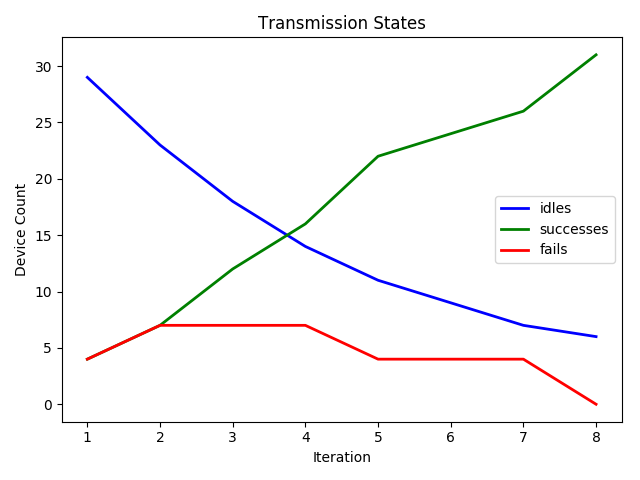 Transmission States
30
25
20
15
10
5
0
Device Count
idles
successes
fails
1 2 3 4 5 6 7 8
Iteration